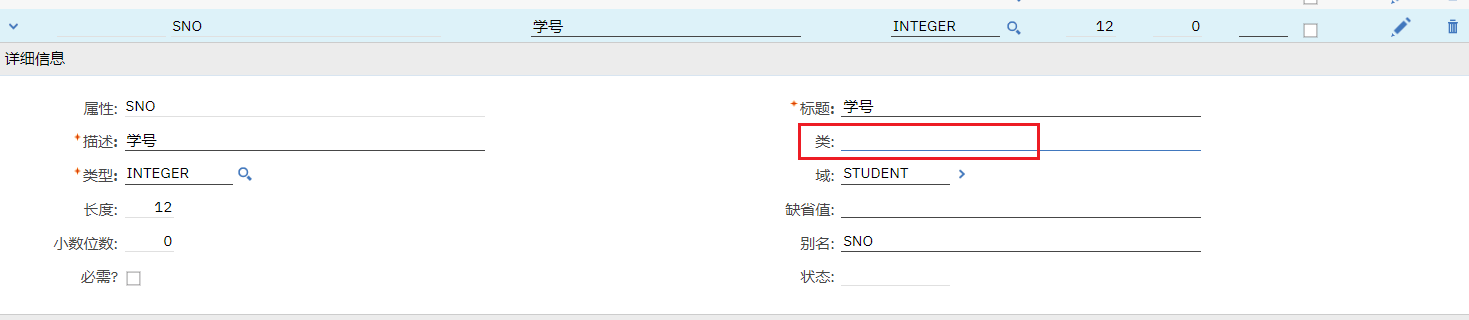 SNO 学号 INTEGER 12 0
详细信息
属性: SNO *标题: 学号
*描述: 学号 类:
*类型: INTEGER 域: STUDENT
长度: 12 缺省值:
小数位数: 0 别名: SNO
必需? 状态: